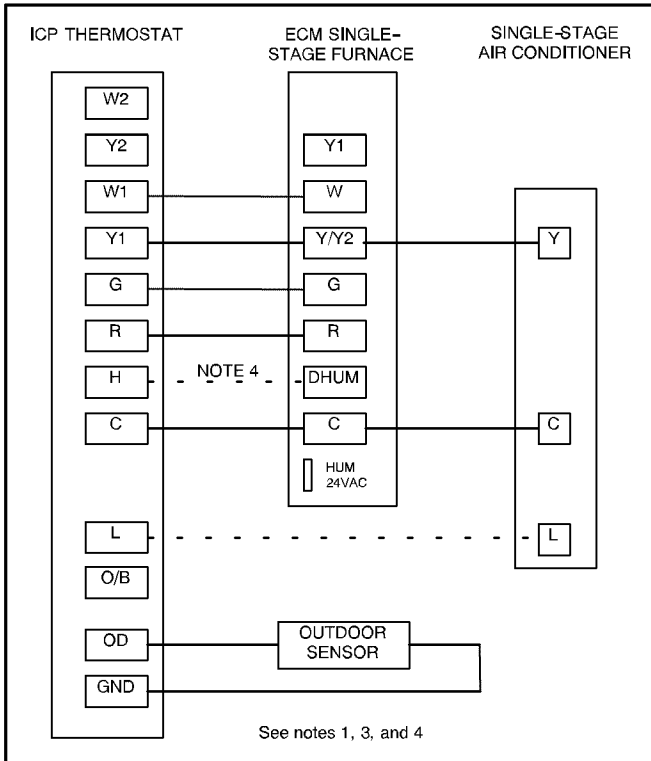 ICP THERMOSTAT
ECM SINGLE-
STAGE FURNACE
SINGLE-STAGE
AIR CONDITIONER
W2
Y2
Y1
W1
W
Y1
Y/Y2
Y
G
G
R
R
H
NOTE 4
DHUM
C
C
C
HUM
24VAC
L
L
O/B
OD
OUTDOOR
SENSOR
GND
See notes 1, 3, and 4